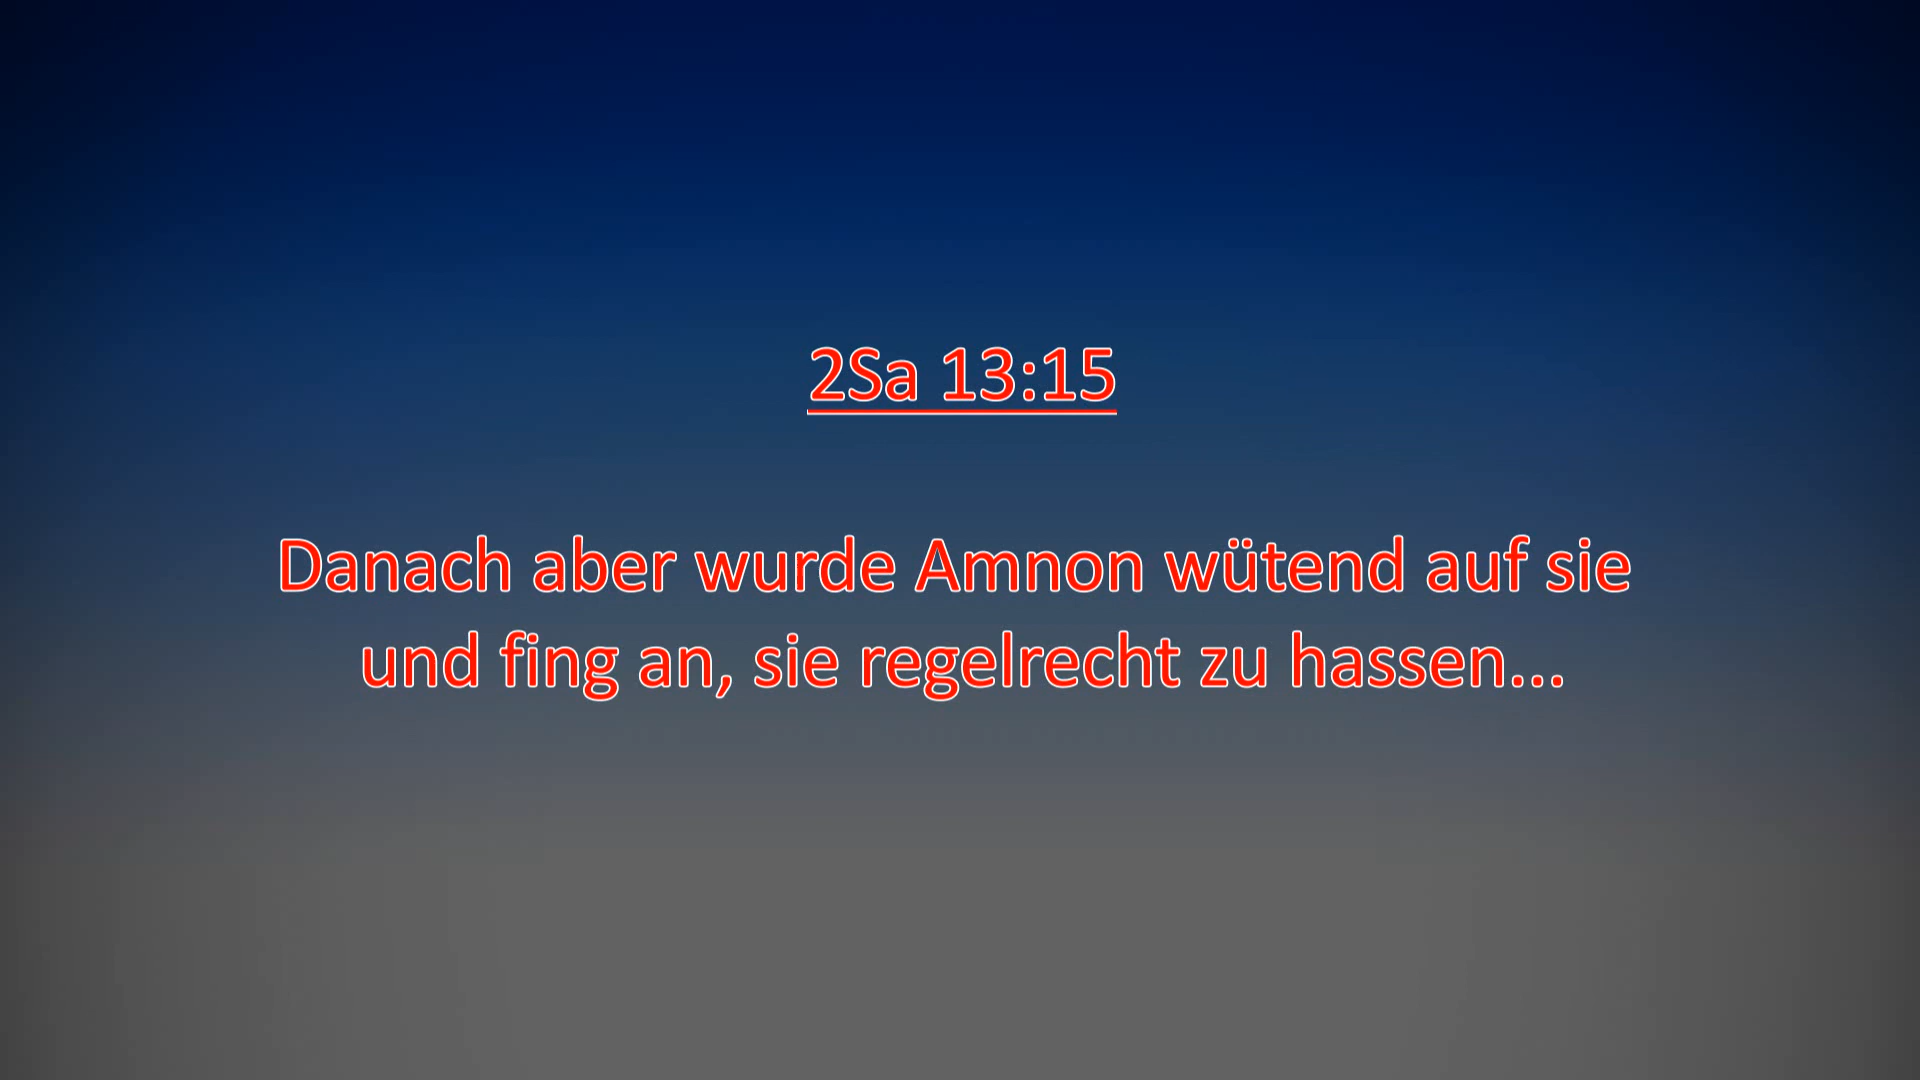 2Sa 13:15
Danach aber wurde Amnon wütend auf sie
und fing an, sie regelrecht zu hassen...